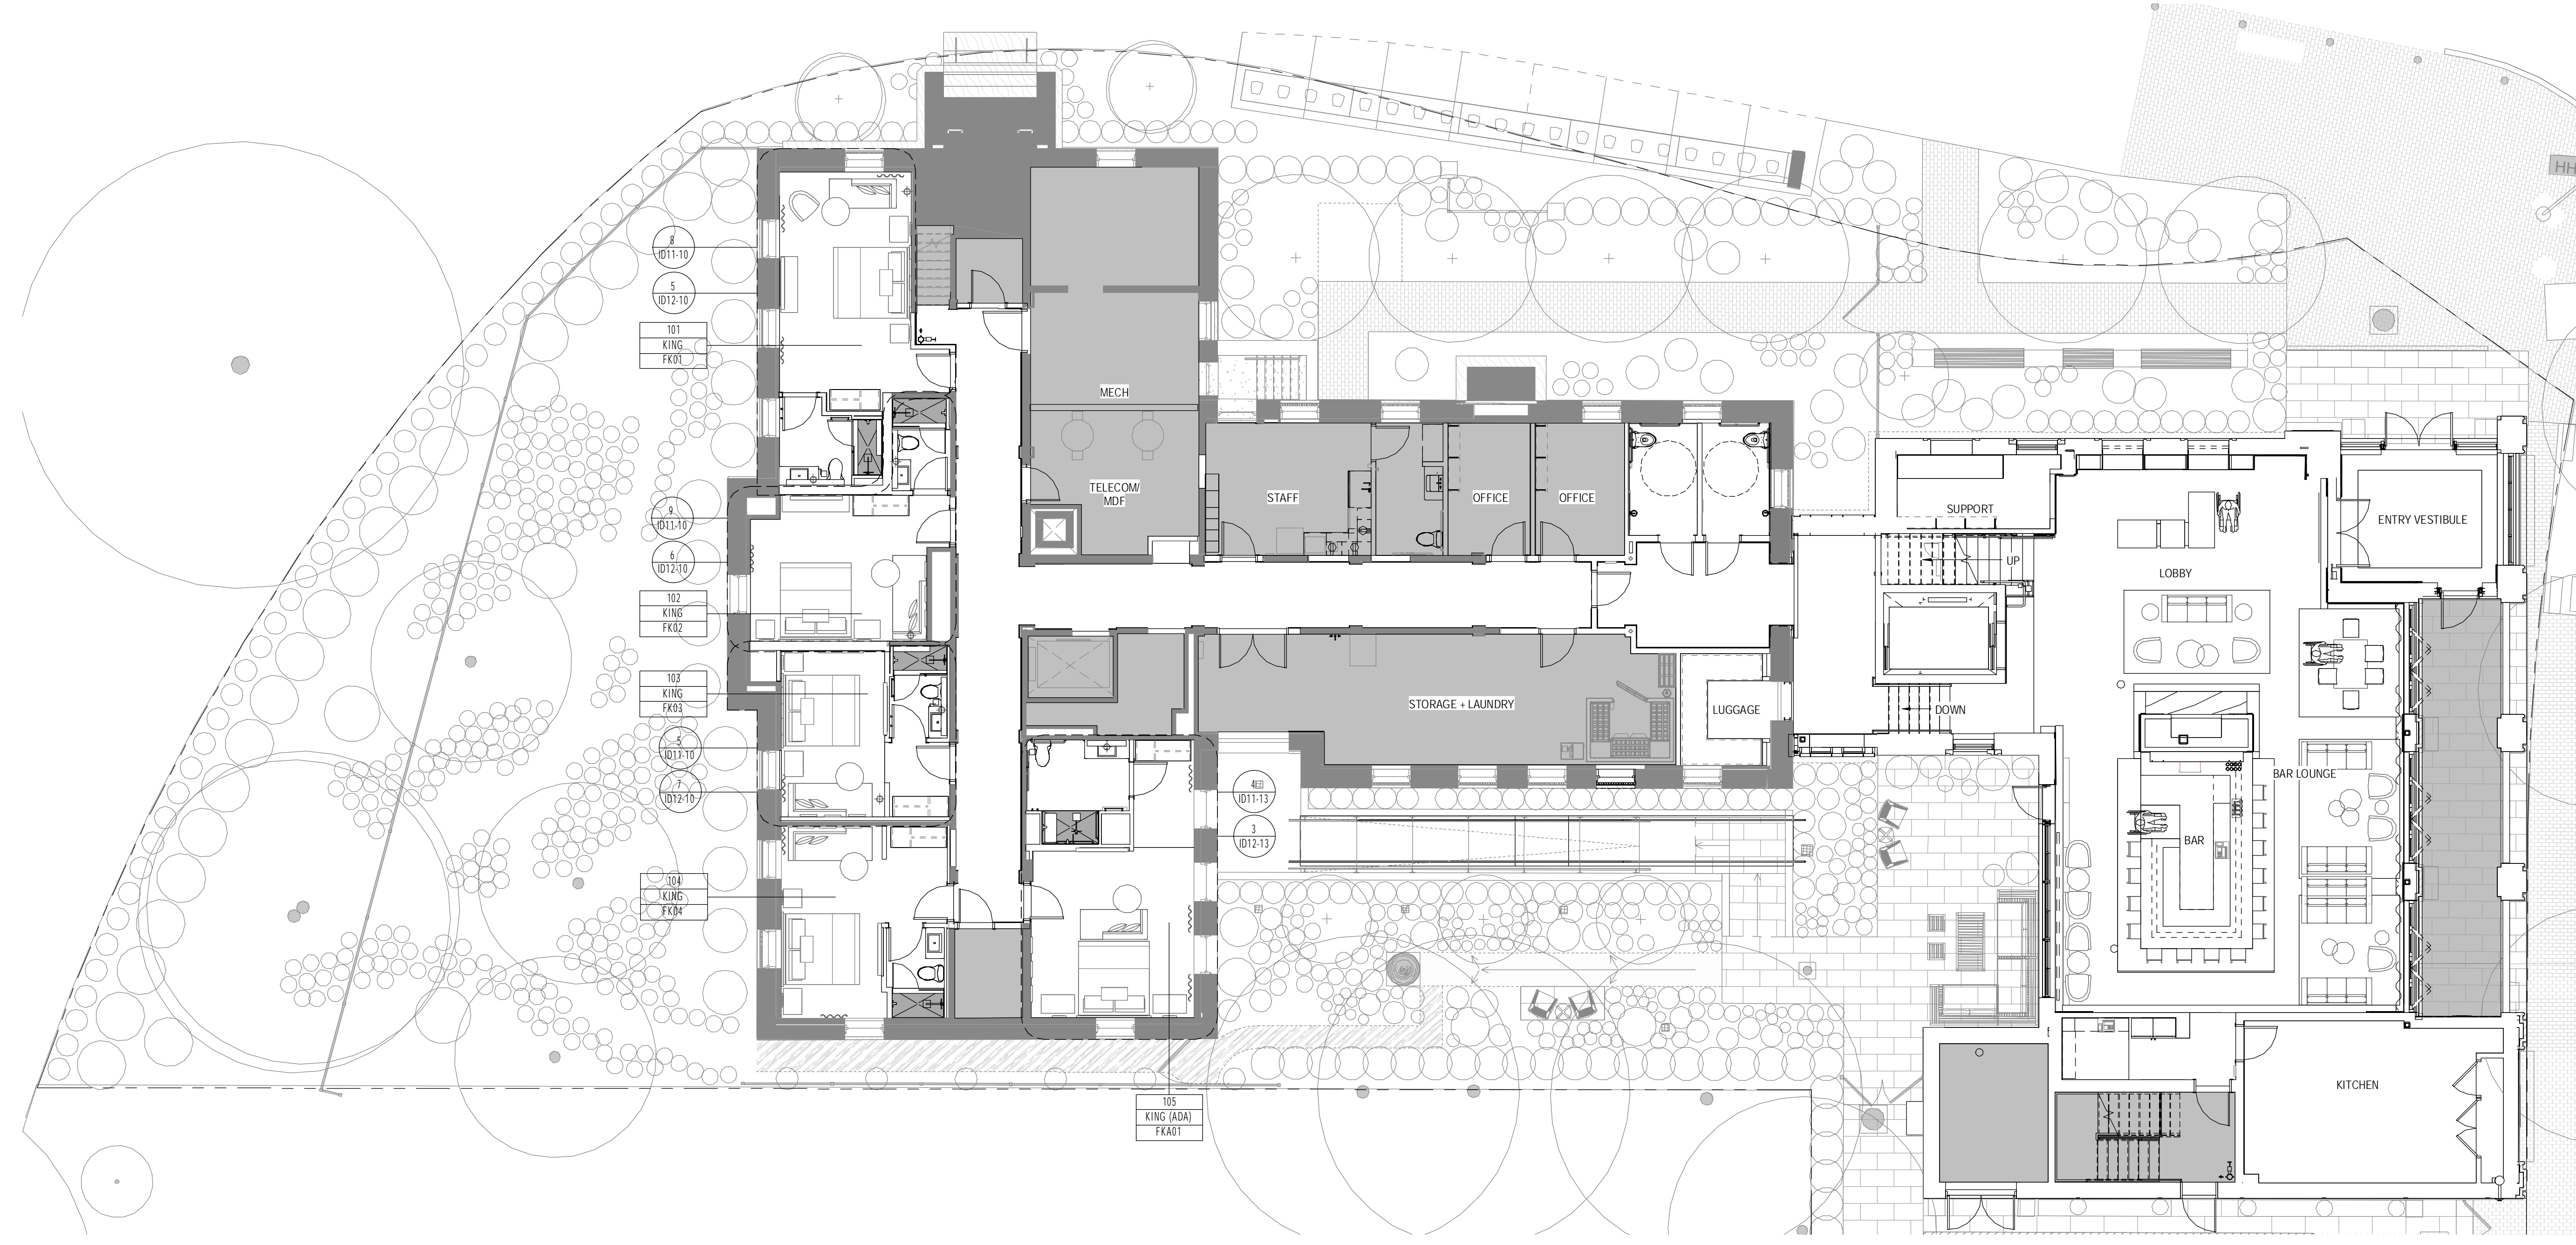 8
ID11-10
5
ID12-10
101
KING
FK01
9
ID11-10
6
ID12-10
102
KING
FK02
103
KING
FK03
5
ID11-10
7
ID12-10
104
KING
FK04
MECH
TELECOM/
MDF
STAFF
OFFICE
OFFICE
STORAGE + LAUNDRY
LUGGAGE
4
ID11-13
3
ID12-13
105
KING (ADA)
FKA01
SUPPORT
UP
DOWN
LOBBY
ENTRY VESTIBULE
BAR LOUNGE
BAR
KITCHEN
HH